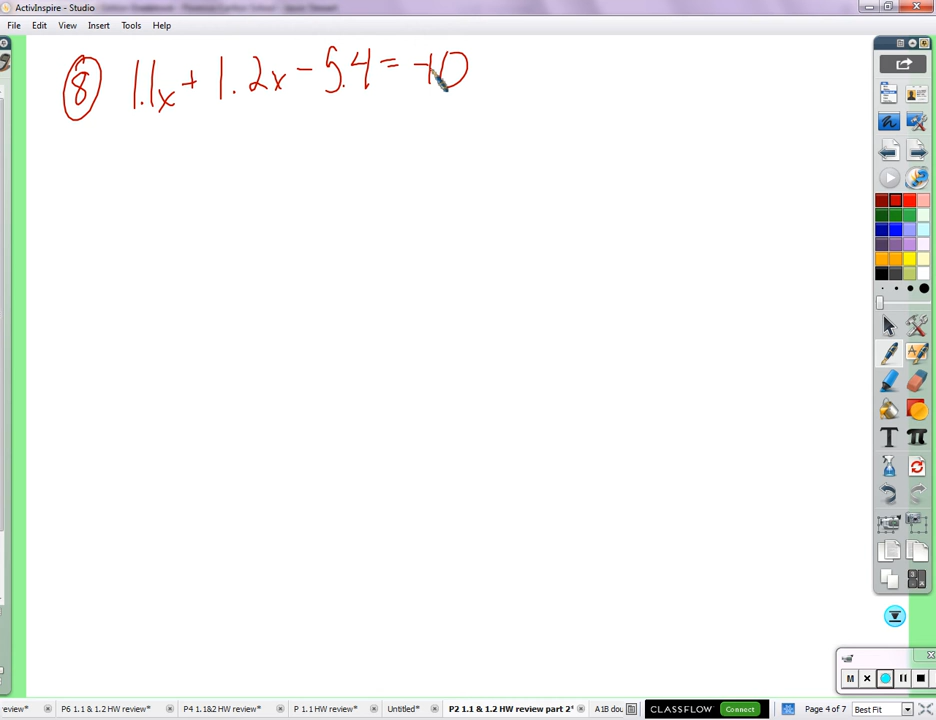 ActivInspire - Studio
File Edit View Insert Tools Help
⑧ 1.1x + 1.2x - 5.4 = -10
M
eview*
P6 1.1 & 1.2 HW review*
P4 1.1&2 HW review*
P 1.1 HW review*
Untitled*
P2 1.1 & 1.2 HW review part 2*
A1B doc
CLASSFLOW
Connect
Page 4 of 7
Best Fit